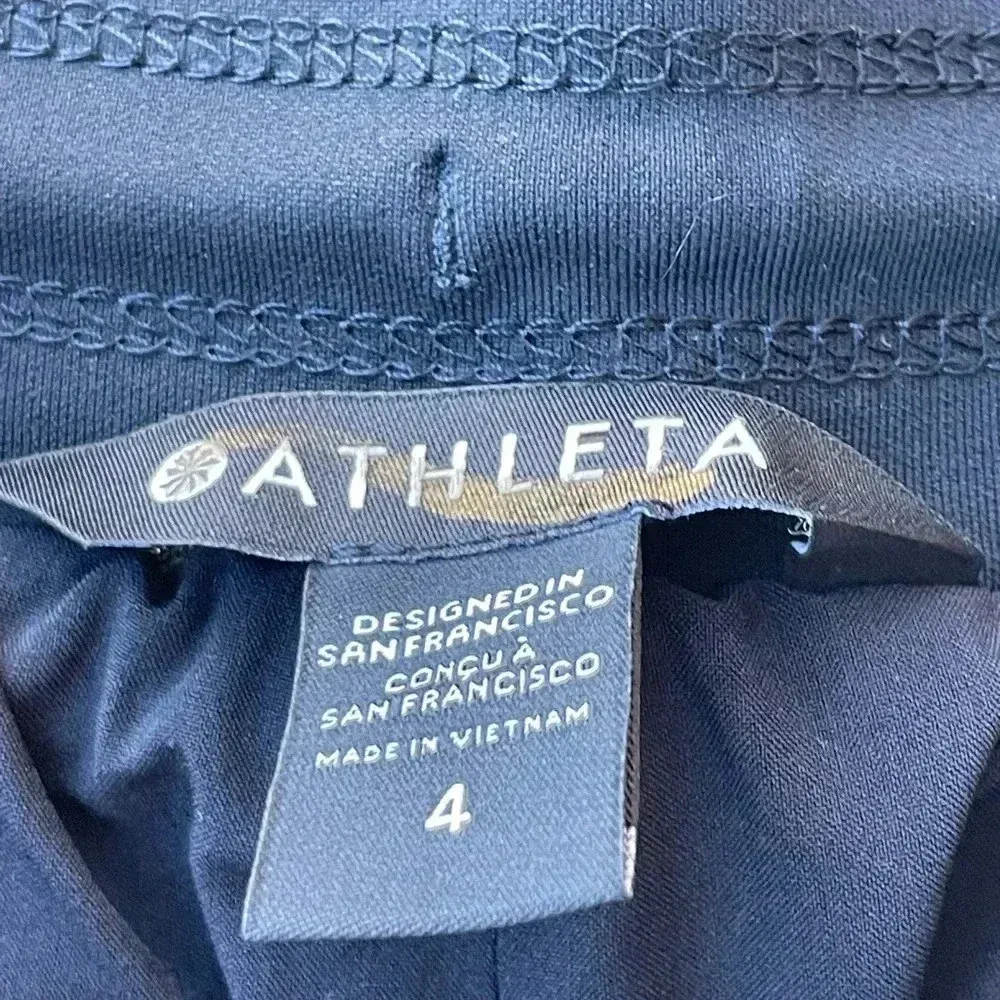 ATHLETA
DESIGNED IN
SAN FRANCISCO
CONÇU À
SAN FRANCISCO
MADE IN VIETNAM
4